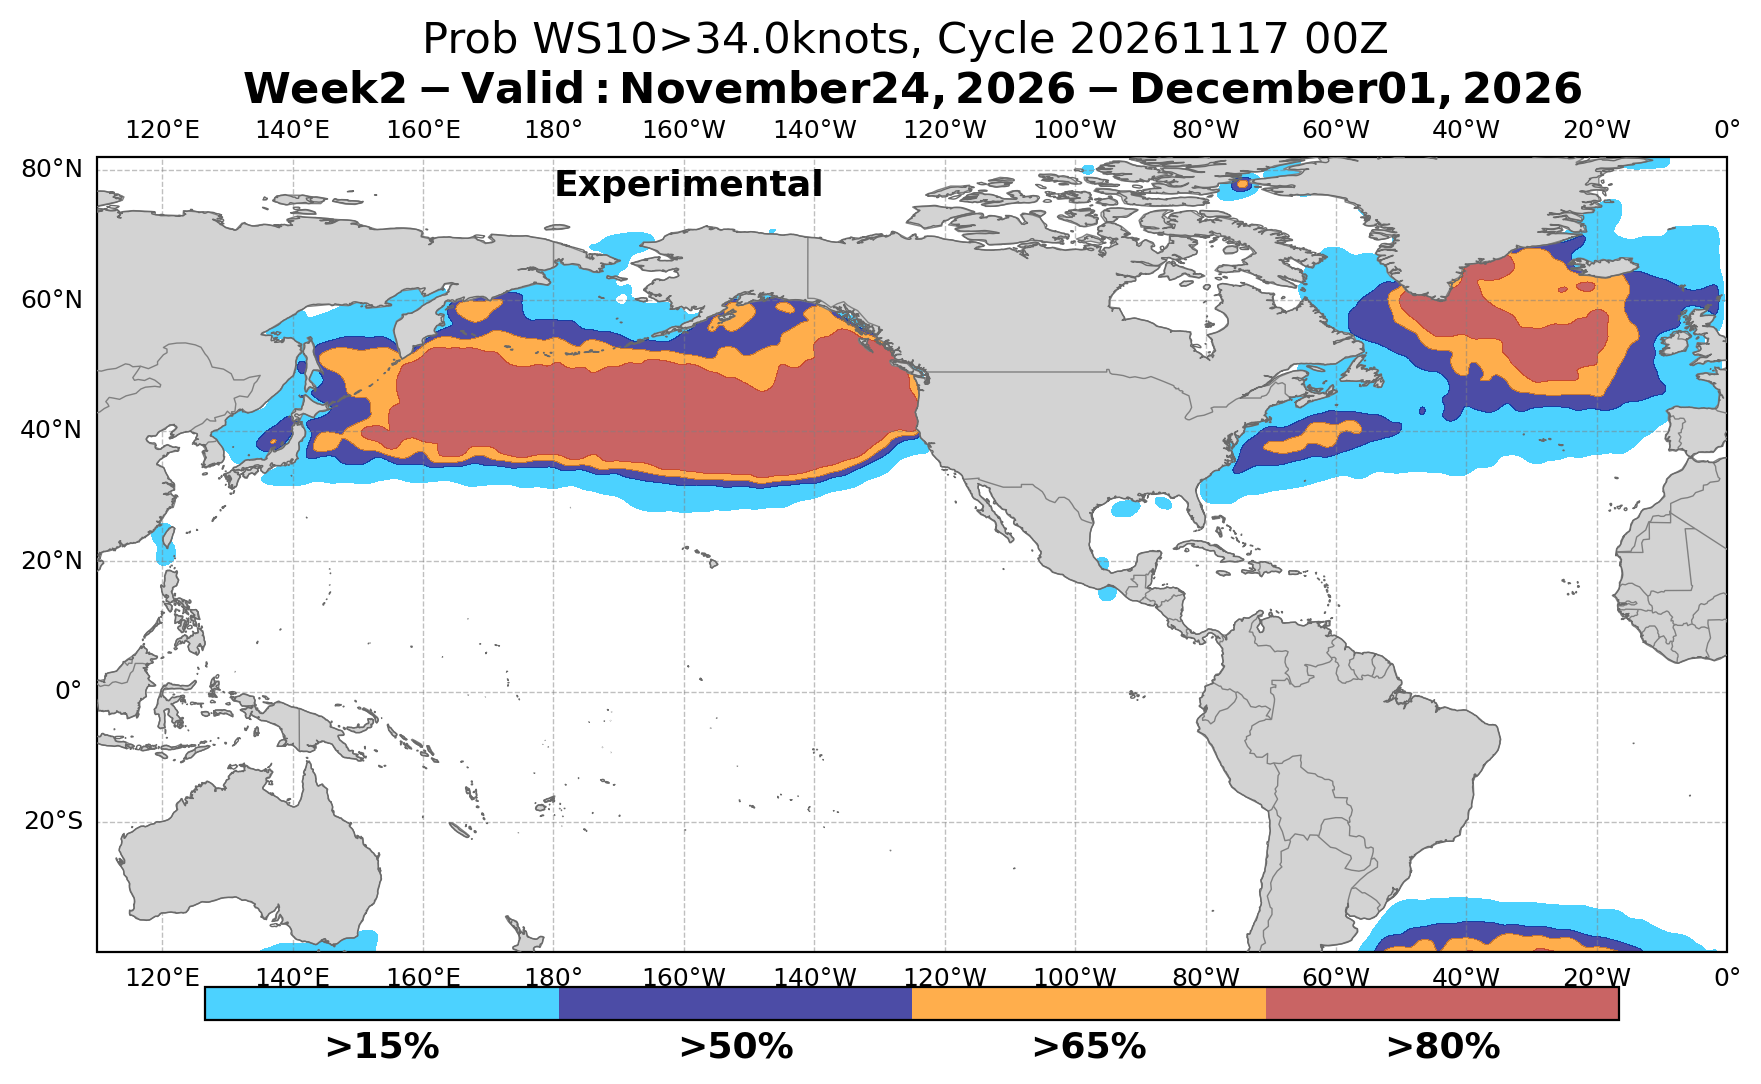 Prob WS10>34.0knots, Cycle 20261117 00Z
Week2 − Valid : November24, 2026 − December01, 2026
120°E 140°E 160°E 180° 160°W 140°W 120°W 100°W 80°W 60°W 40°W 20°W 0°
80°N
Experimental
60°N
40°N
20°N
0°
20°S
120°E 140°E 160°E 180° 160°W 140°W 120°W 100°W 80°W 60°W 40°W 20°W 0°
>15% >50% >65% >80%